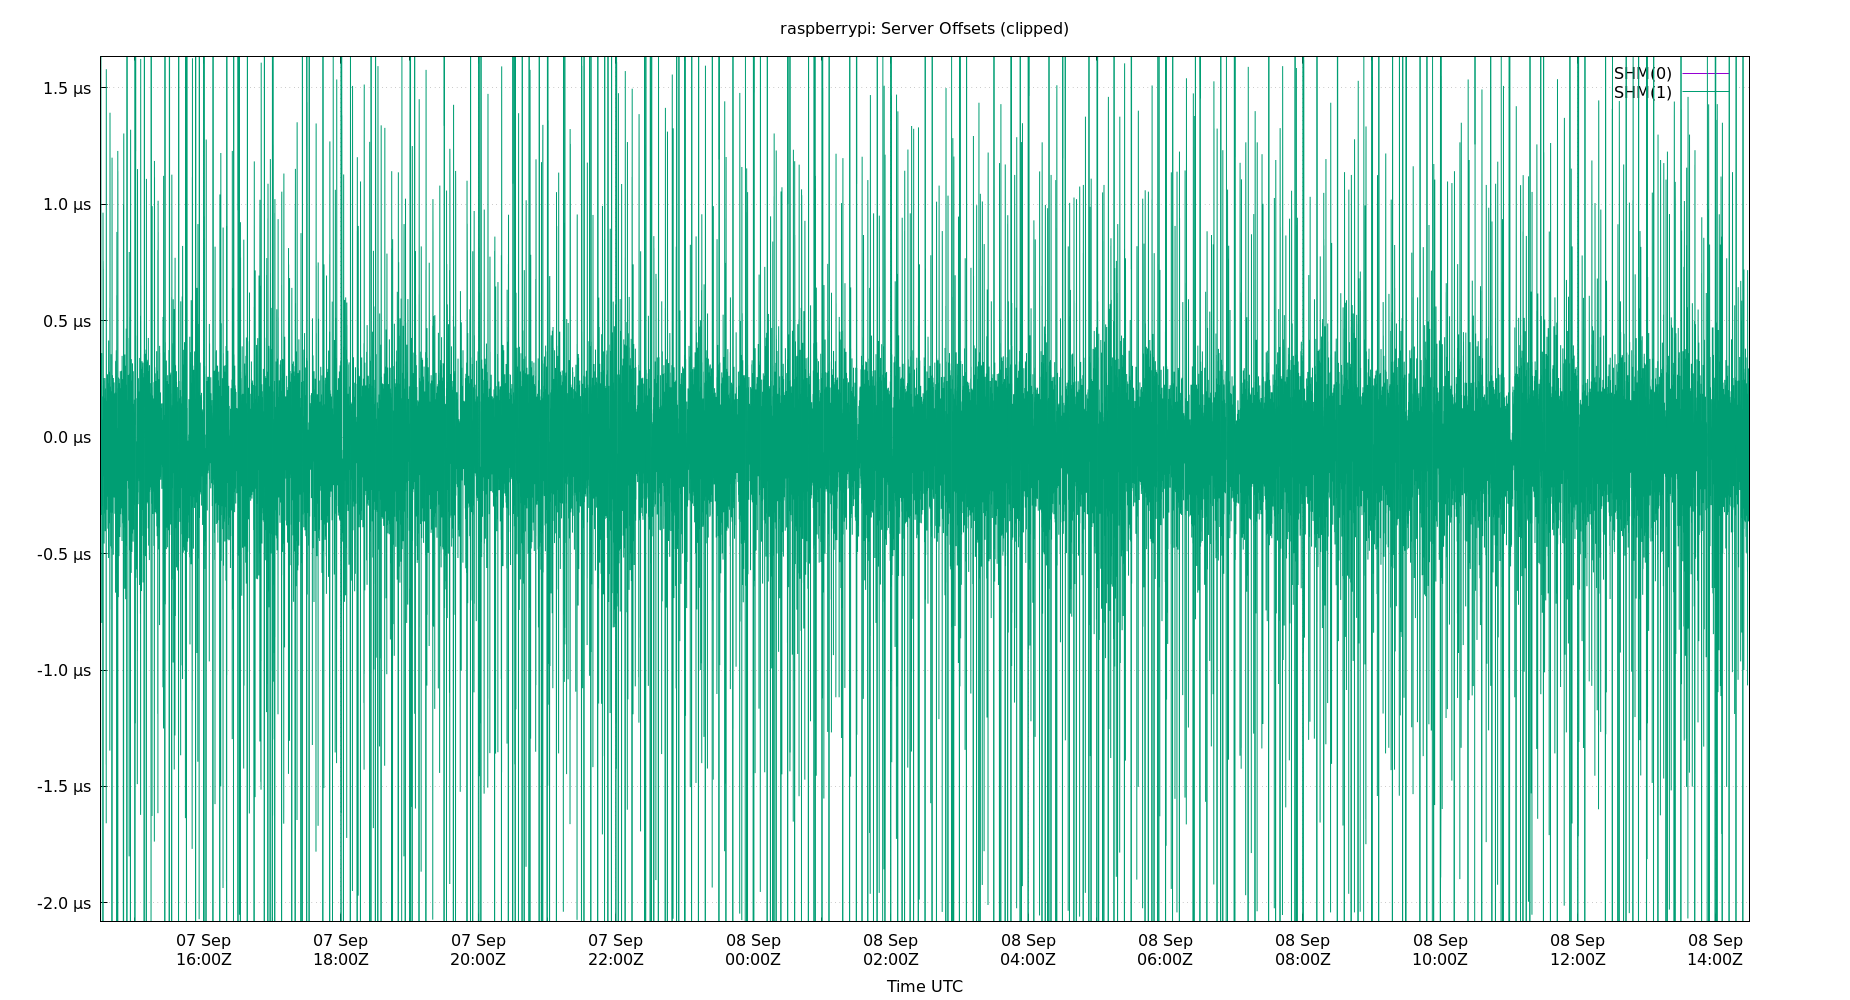 raspberrypi: Server Offsets (clipped)
SHM(0)
SHM(1)
1.5 µs
1.0 µs
0.5 µs
0.0 µs
-0.5 µs
-1.0 µs
-1.5 µs
-2.0 µs
07 Sep 07 Sep 07 Sep 07 Sep 08 Sep 08 Sep 08 Sep 08 Sep 08 Sep 08 Sep 08 Sep 08 Sep
16:00Z 18:00Z 20:00Z 22:00Z 00:00Z 02:00Z 04:00Z 06:00Z 08:00Z 10:00Z 12:00Z 14:00Z
Time UTC